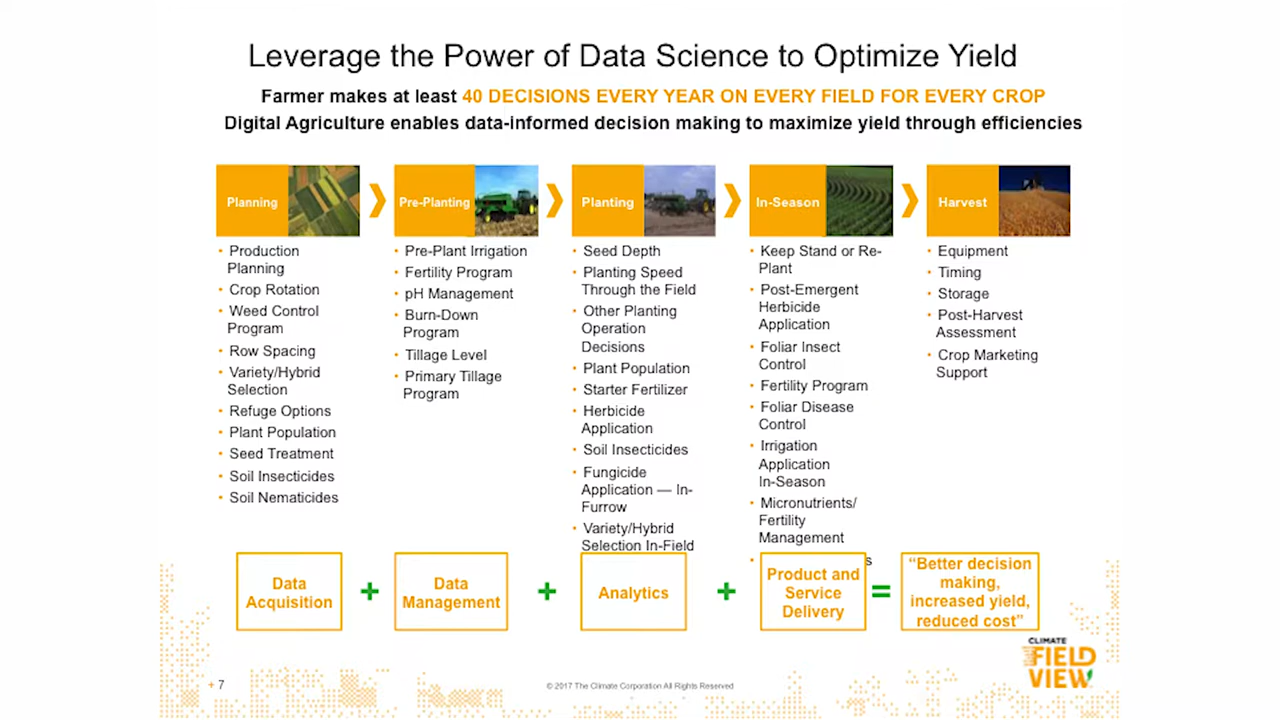 Leverage the Power of Data Science to Optimize Yield
Farmer makes at least 40 DECISIONS EVERY YEAR ON EVERY FIELD FOR EVERY CROP
Digital Agriculture enables data-informed decision making to maximize yield through efficiencies
Planning
• Production
Planning
• Crop Rotation
• Weed Control
Program
• Row Spacing
• Variety/Hybrid
Selection
• Refuge Options
• Plant Population
• Seed Treatment
• Soil Insecticides
• Soil Nematicides
Pre-Planting
• Pre-Plant Irrigation
• Fertility Program
• pH Management
• Burn-Down
Program
• Tillage Level
• Primary Tillage
Program
Planting
• Seed Depth
• Planting Speed
Through the Field
• Other Planting
Operation
Decisions
• Plant Population
• Starter Fertilizer
• Herbicide
Application
• Soil Insecticides
• Fungicide
Application — In-
Furrow
• Variety/Hybrid
Selection In-Field
In-Season
• Keep Stand or Re-
Plant
• Post-Emergent
Herbicide
Application
• Foliar Insect
Control
• Fertility Program
• Foliar Disease
Control
• Irrigation
Application
In-Season
• Micronutrients/
Fertility
Management
Harvest
• Equipment
• Timing
• Storage
• Post-Harvest
Assessment
• Crop Marketing
Support
Data
Acquisition
+
Data
Management
+
Analytics
+
Product and
Service
Delivery
=
“Better decision
making,
increased yield,
reduced cost”
CLIMATE
FIELD
VIEW
+ 7
© 2017 The Climate Corporation All Rights Reserved